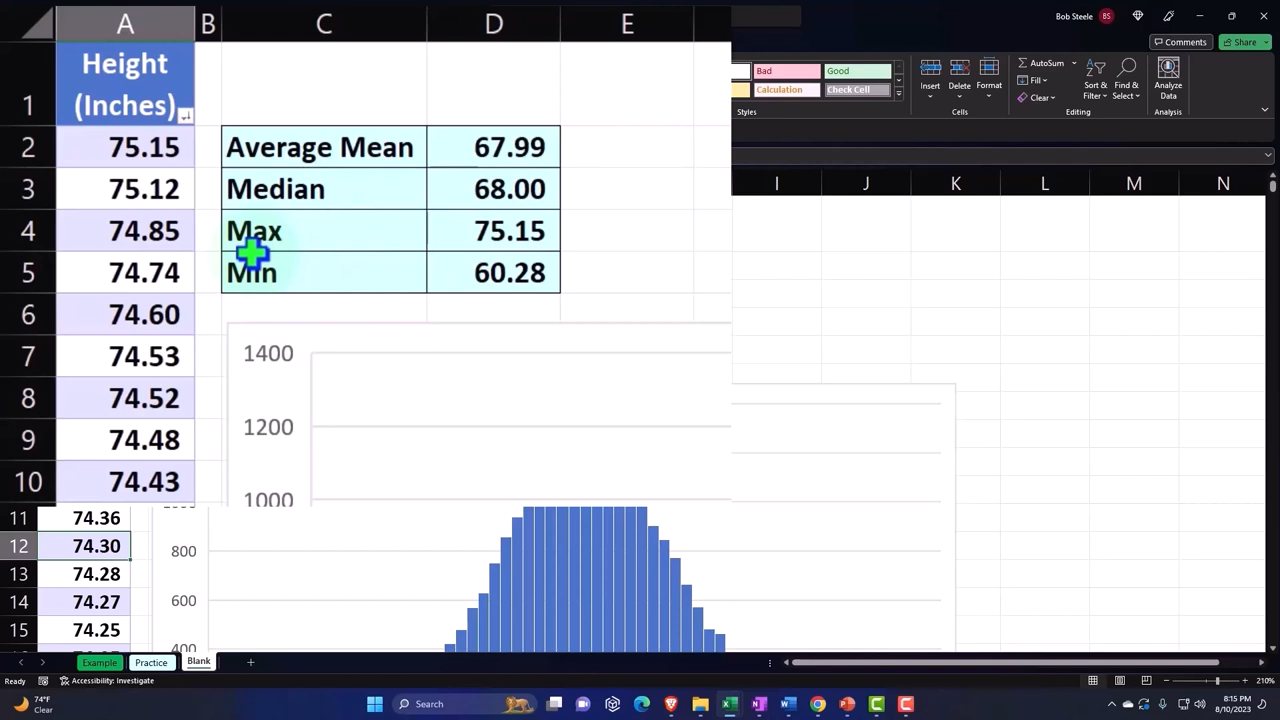 Bob Steele BS
Comments Share
Bad Good
Calculation Check Cell
Styles
Insert Delete Format
Cells
AutoSum
Fill
Clear
Sort &
Filter
Find &
Select
Editing
Analyze
Data
Analysis
A B C D E
I J K L M N
1 Height
(Inches)
2 75.15 Average Mean 67.99
3 75.12 Median 68.00
4 74.85 Max 75.15
5 74.74 Min 60.28
6 74.60
7 74.53
8 74.52
9 74.48
10 74.43
11 74.36
12 74.30
13 74.28
14 74.27
15 74.25
1400
1200
1000
800
600
400
Example Practice Blank
Ready Accessibility: Investigate 210%
74°F
Clear
Search
8:15 PM
8/10/2023